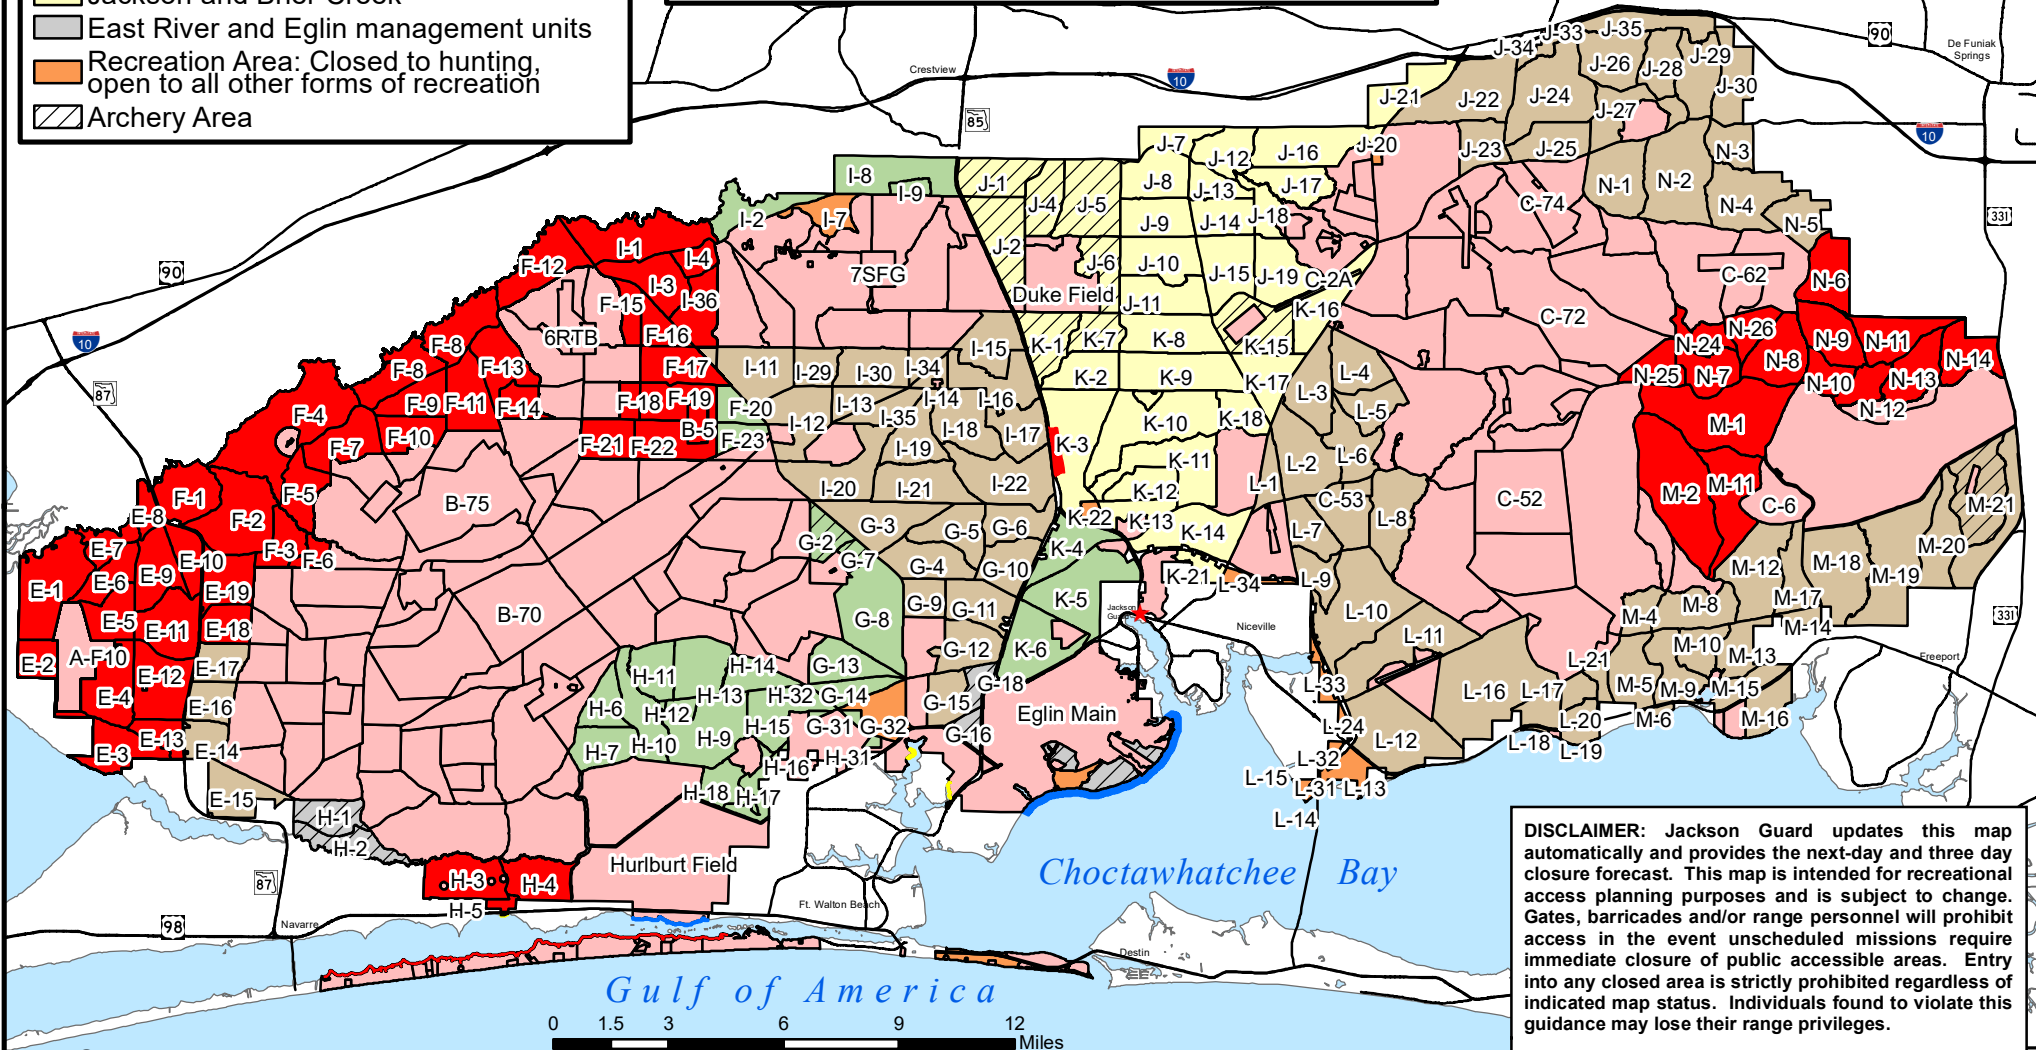 Jackson and Brier Creek
East River and Eglin management units
Recreation Area: Closed to hunting,
open to all other forms of recreation
Archery Area
90
De Funiak
Springs
Crestview
10
85
10
331
90
10
87
331
87
98
J-33 J-35
J-34
J-26 J-28 J-29
J-30
J-21 J-22 J-24
J-27
J-7 J-12 J-16 J-20
J-23 J-25 N-3
I-8 I-9 J-1 J-8 J-13 J-17
N-1 N-2
J-4 J-5 C-74 N-4
I-2 I-7 J-9 J-14 J-18 N-5
I-1 I-4 J-2
F-12 I-3 7SFG J-6 J-10 J-15 J-19 C-2A C-62 N-6
F-15 I-36 Duke Field J-11 K-16
C-72
6RTB F-16 K-1 K-7 K-8 K-15 N-26
F-8 I-15 N-24 N-9 N-11
F-8 F-13 F-17 I-11 I-29 I-30 I-34 K-2 K-9 K-17 L-4 N-25 N-7 N-8 N-10 N-13 N-14
F-9 F-11 F-14 F-18 F-19 F-20 I-13 I-14 I-16 L-3 N-12
F-4 I-12 I-35 K-10 K-18 L-5
F-7 F-10 F-21 F-22 B-5 F-23 I-18 I-17 K-3 M-1
I-19 K-11 L-2 L-6
F-1 F-5 B-75 I-20 I-21 I-22 K-12 L-1 C-53 C-52 M-2 M-11 C-6 M-21
E-8 F-2 G-3 G-5 G-6 K-22 K-13 K-14 L-7 L-8
E-7 F-3 F-6 G-2 G-7 K-4 M-20
E-1 E-6 E-9 E-10 E-19 G-4 G-10 K-21 L-34 L-9 M-12 M-18 M-19
E-5 E-11 E-18 B-70 G-8 G-9 G-11 K-5 L-10 M-4 M-8 M-17
Jackson
Guard
Niceville
E-2 A-F10 E-12 E-17 G-12 K-6 L-11 M-10 M-14
Freeport
H-11 H-14 G-13 L-21 M-13
E-4 E-16 H-6 H-12 H-13 H-32 G-14 G-15 G-18 L-33 L-16 L-17 M-5 M-9 M-15
Eglin Main
E-3 E-13 E-14 H-7 H-10 H-9 H-15 G-31 G-32 G-16 L-24 L-12 L-18 L-20 L-19 M-6 M-16
H-16 H-31 L-32
E-15 H-18 H-17 L-15 L-31 L-13
H-1 L-14
H-2
Hurlburt Field
H-3 H-4
H-5
Choctawhatchee Bay
Navarre
Ft. Walton Beach
Destin
Gulf of America
0 1.5 3 6 9 12
Miles
DISCLAIMER: Jackson Guard updates this map
automatically and provides the next-day and three day
closure forecast. This map is intended for recreational
access planning purposes and is subject to change.
Gates, barricades and/or range personnel will prohibit
access in the event unscheduled missions require
immediate closure of public accessible areas. Entry
into any closed area is strictly prohibited regardless of
indicated map status. Individuals found to violate this
guidance may lose their range privileges.